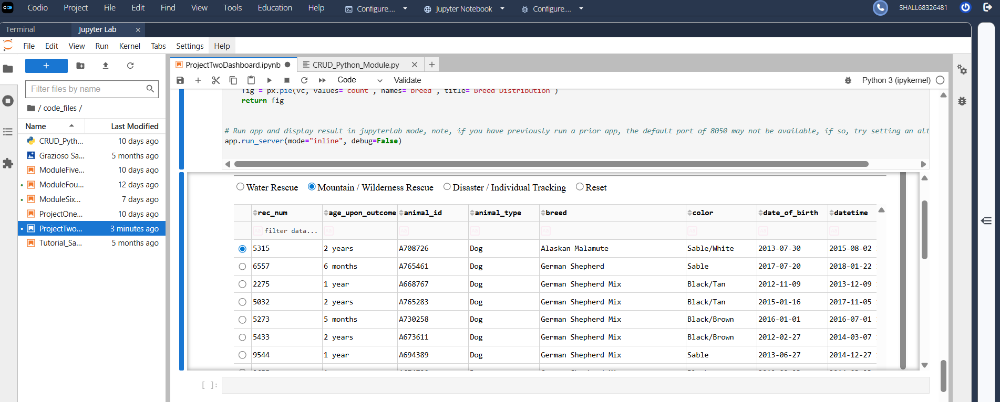 Codio Project File Edit Find View Tools Education Help Configure.... Jupyter Notebook Configure.... SHALL68326481
Terminal Jupyter Lab
File Edit View Run Kernel Tabs Settings Help
ProjectTwoDashboard.ipynb CRUD_Python_Module.py
Code Validate Python 3 (ipykernel)
Filter files by name
/ code_files /
Name Last Modified
CRUD_Pyth... 10 days ago
Grazioso Sa... 5 months ago
ModuleFive... 10 days ago
ModuleFou... 12 days ago
ModuleSix... 7 days ago
ProjectOne... 10 days ago
ProjectTwo... 3 minutes ago
Tutorial_Sa... 5 months ago
fig = px.pie(vc, values='count', names='breed', title='Breed Distribution')
return fig
# Run app and display result in jupyterlab mode, note, if you have previously run a prior app, the default port of 8050 may not be available, if so, try setting an alt
app.run_server(mode="inline", debug=False)
Water Rescue Mountain / Wilderness Rescue Disaster / Individual Tracking Reset
rec_num age_upon_outcome animal_id animal_type breed color date_of_birth datetime
Aa filter data... Aa Aa Aa Aa Aa Aa Aa
5315 2 years A708726 Dog Alaskan Malamute Sable/White 2013-07-30 2015-08-02
6557 6 months A765461 Dog German Shepherd Sable 2017-07-20 2018-01-22
2275 1 year A668767 Dog German Shepherd Mix Black/Tan 2012-11-09 2013-12-09
5032 2 years A765283 Dog German Shepherd Mix Black/Tan 2015-01-16 2017-11-05
5273 5 months A730258 Dog German Shepherd Mix Black/Brown 2016-01-01 2016-07-01
5433 2 years A673611 Dog German Shepherd Mix Black/Brown 2012-02-27 2014-03-07
9544 1 year A694389 Dog German Shepherd Mix Sable 2013-06-27 2014-12-27
[ ]: